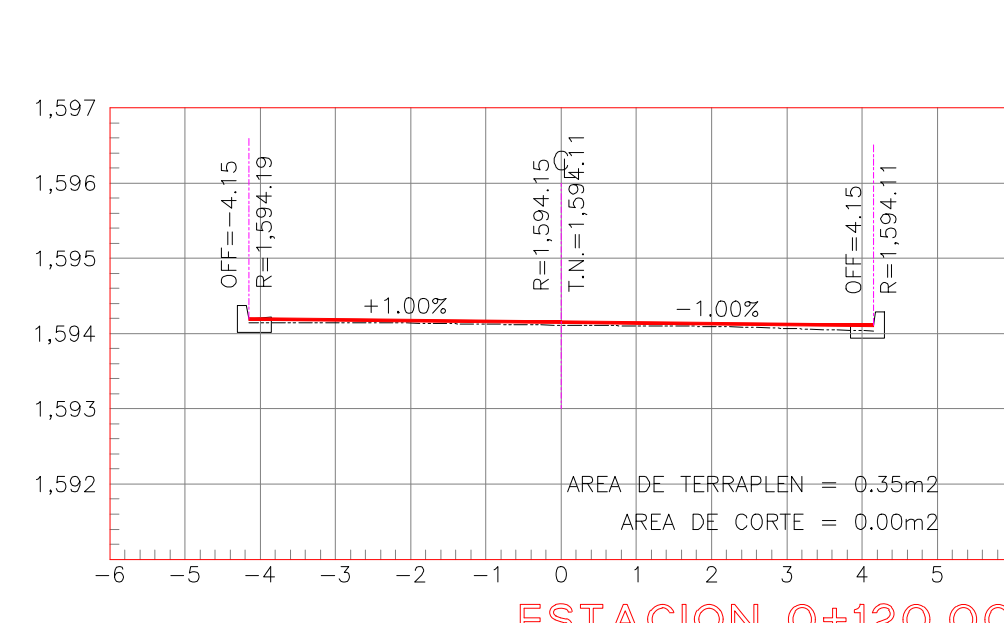 1,597
1,596
1,595
1,594
1,593
1,592
OFF=-4.15
R=1,594.19
R=1,594.15
T.N.=1,594.11
CL
OFF=4.15
R=1,594.11
+1.00%
-1.00%
AREA DE TERRAPLEN = 0.35m2
AREA DE CORTE = 0.00m2
-6 -5 -4 -3 -2 -1 0 1 2 3 4 5
ESTACION